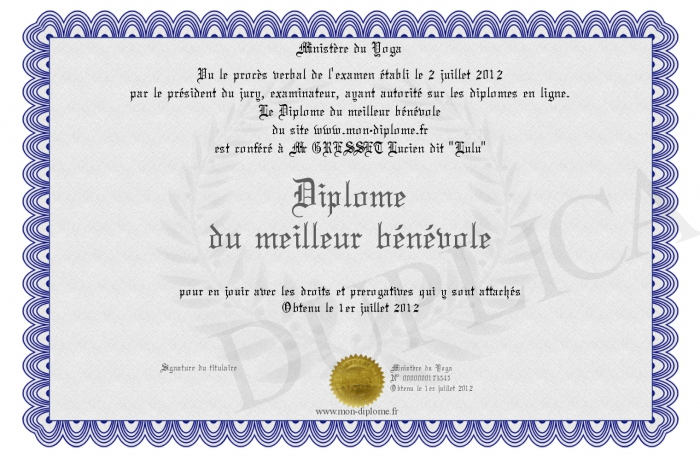 Ministère du Yoga
Vu le procès verbal de l'examen établi le 2 juillet 2012
par le président du jury, examinateur, ayant autorité sur les diplomes en ligne.
Le Diplome du meilleur bénévole
du site www.mon-diplome.fr
est conféré à Mr GRESSET Lucien dit "Lulu"
Diplome
du meilleur bénévole
pour en jouir avec les droits et prerogatives qui y sont attachés
Obtenu le 1er juillet 2012
Signature du titulaire
Ministère du Yoga
N° 0000000173545
Obtenu le 1er juillet 2012
www.mon-diplome.fr
DUPLICA